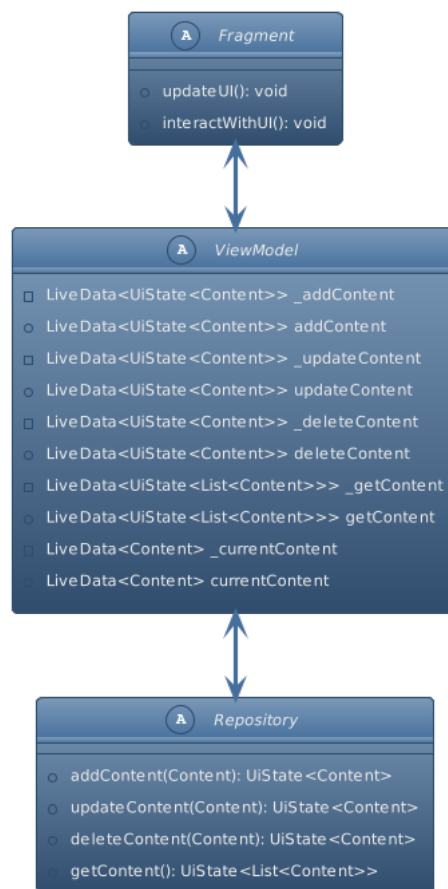 A Fragment
updateUI(): void
interactWithUI(): void
A ViewModel
LiveData<UiState<Content>> _addContent
LiveData<UiState<Content>> addContent
LiveData<UiState<Content>> _updateContent
LiveData<UiState<Content>> updateContent
LiveData<UiState<Content>> _deleteContent
LiveData<UiState<Content>> deleteContent
LiveData<UiState<List<Content>>> _getContent
LiveData<UiState<List<Content>>> getContent
LiveData<Content> _currentContent
LiveData<Content> currentContent
A Repository
addContent(Content): UiState<Content>
updateContent(Content): UiState<Content>
deleteContent(Content): UiState<Content>
getContent(): UiState<List<Content>>